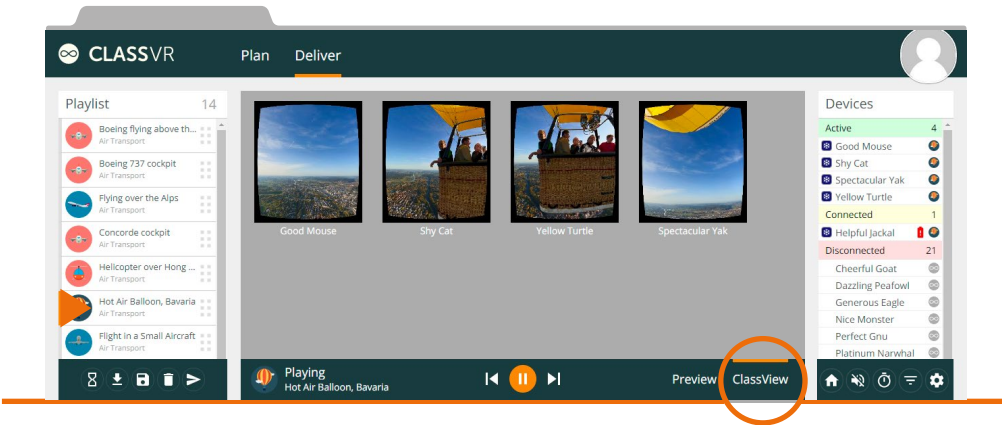 CLASSVR
Plan
Deliver
Playlist 14
Boeing flying above th...
Air Transport
Boeing 737 cockpit
Air Transport
Flying over the Alps
Air Transport
Concorde cockpit
Air Transport
Helicopter over Hong ...
Air Transport
Hot Air Balloon, Bavaria
Air Transport
Flight in a Small Aircraft
Air Transport
Good Mouse
Shy Cat
Yellow Turtle
Spectacular Yak
Playing
Hot Air Balloon, Bavaria
Preview
ClassView
Devices
Active 4
Good Mouse
Shy Cat
Spectacular Yak
Yellow Turtle
Connected 1
Helpful Jackal
Disconnected 21
Cheerful Goat
Dazzling Peafowl
Generous Eagle
Nice Monster
Perfect Gnu
Platinum Narwhal